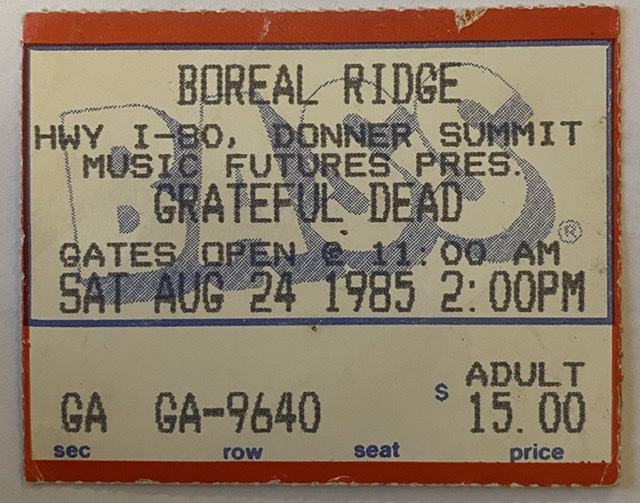 BASS®
BOREAL RIDGE
HWY I-80, DONNER SUMMIT
MUSIC FUTURES PRES.
GRATEFUL DEAD
GATES OPEN @ 11:00 AM
SAT AUG 24 1985 2:00PM
ADULT
GA GA-9640 $ 15.00
sec row seat price